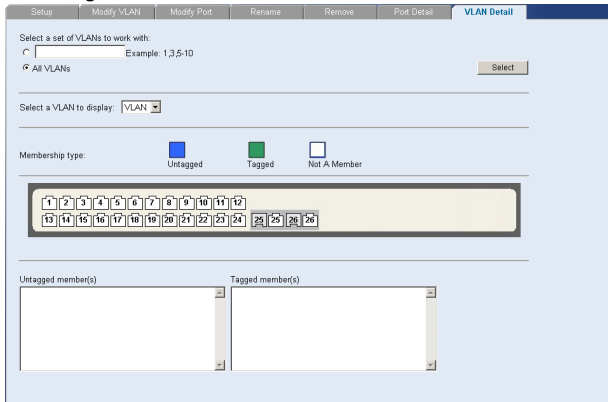 Setup Modify VLAN Modify Port Rename Remove Port Detail VLAN Detail
Select a set of VLANs to work with:
Example: 1,3,5-10
All VLANs
Select
Select a VLAN to display: VLAN
Membership type:
Untagged Tagged Not A Member
1 2 3 4 5 6 7 8 9 10 11 12
13 14 15 16 17 18 19 20 21 22 23 24 25 25 26 26
Untagged member(s) Tagged member(s)